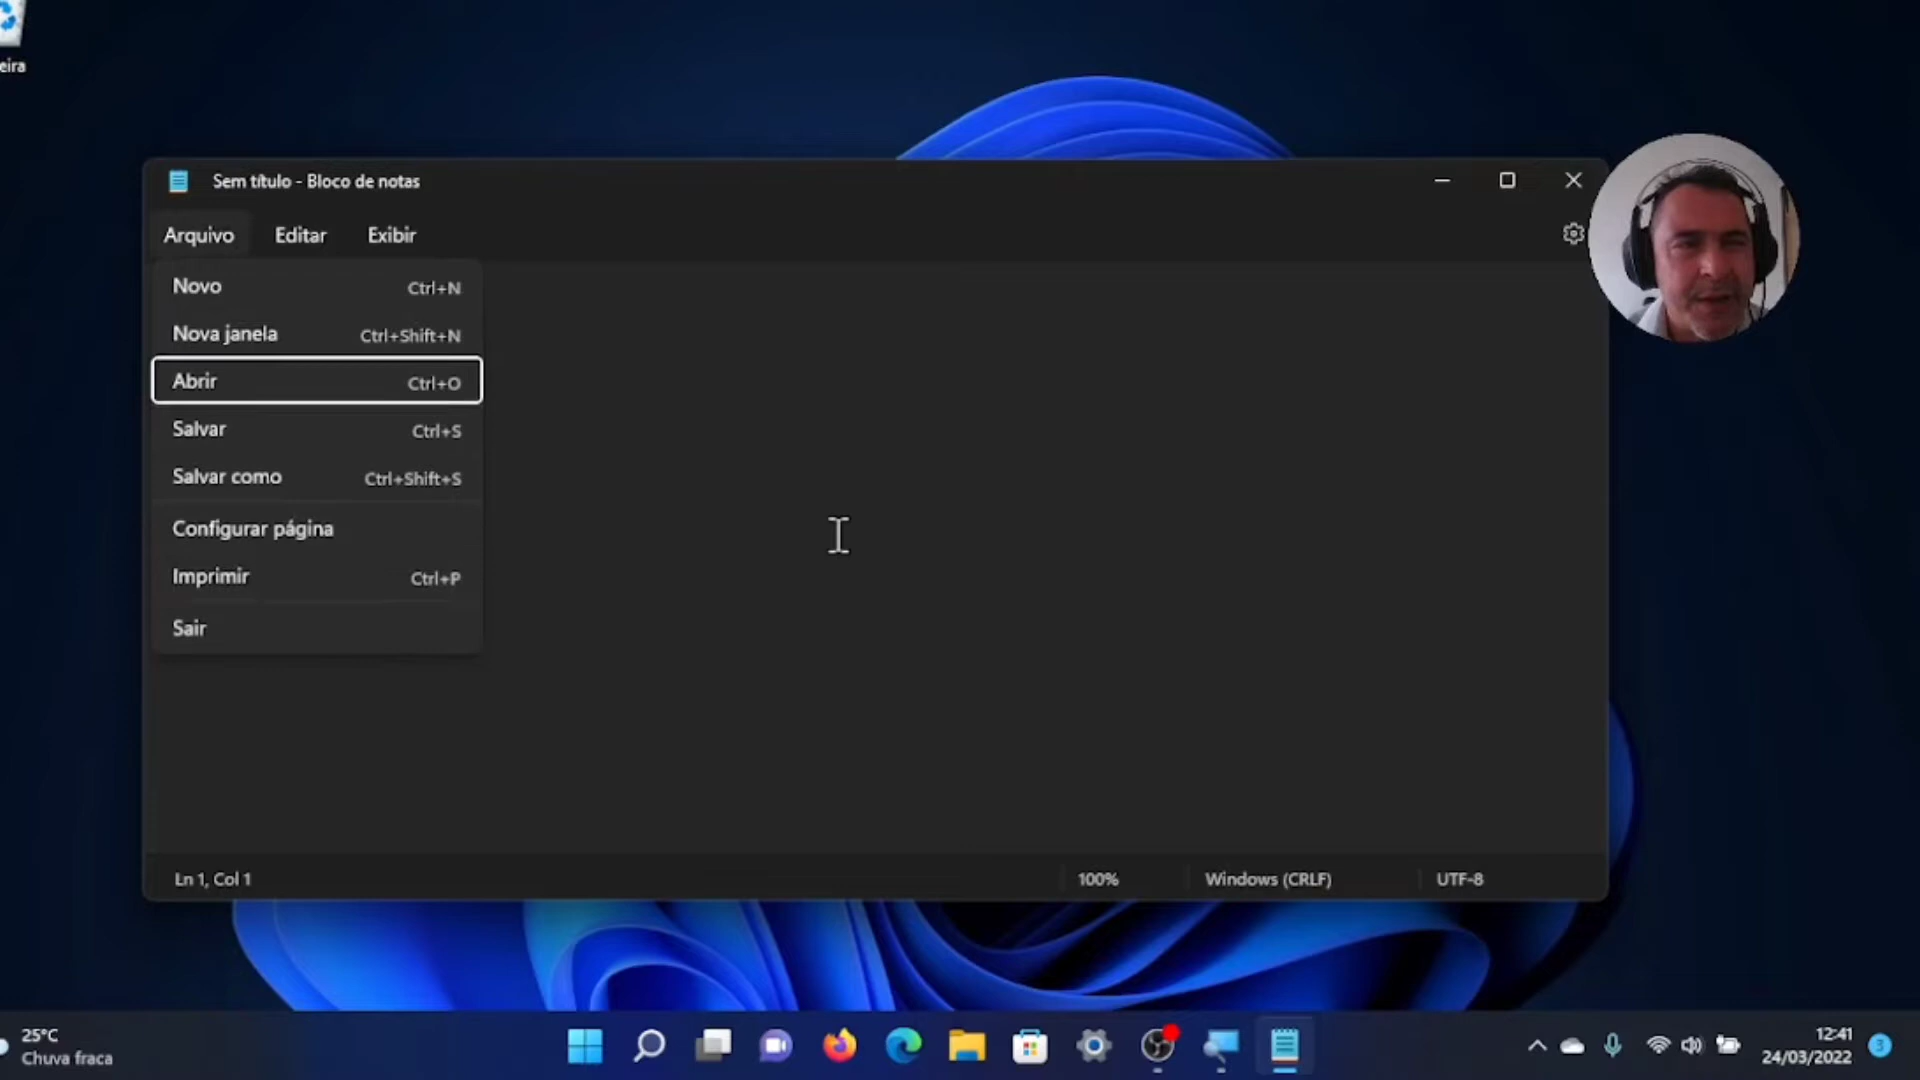 eira
Sem título - Bloco de notas
Arquivo Editar Exibir
Novo Ctrl+N
Nova janela Ctrl+Shift+N
Abrir Ctrl+O
Salvar Ctrl+S
Salvar como Ctrl+Shift+S
Configurar página
Imprimir Ctrl+P
Sair
Ln 1, Col 1 100% Windows (CRLF) UTF-8
25°C
Chuva fraca
12:41
24/03/2022
3